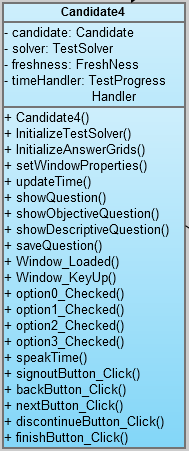 Candidate4
- candidate: Candidate
- solver: TestSolver
- freshness: FreshNess
- timeHandler: TestProgress
Handler
+ Candidate4()
+ InitializeTestSolver()
+ InitializeAnswerGrids()
+ setWindowProperties()
+ updateTime()
+ showQuestion()
+ showObjectiveQuestion()
+ showDescriptiveQuestion()
+ saveQuestion()
+ Window_Loaded()
+ Window_KeyUp()
+ option0_Checked()
+ option1_Checked()
+ option2_Checked()
+ option3_Checked()
+ speakTime()
+ signoutButton_Click()
+ backButton_Click()
+ nextButton_Click()
+ discontinueButton_Click()
+ finishButton_Click()